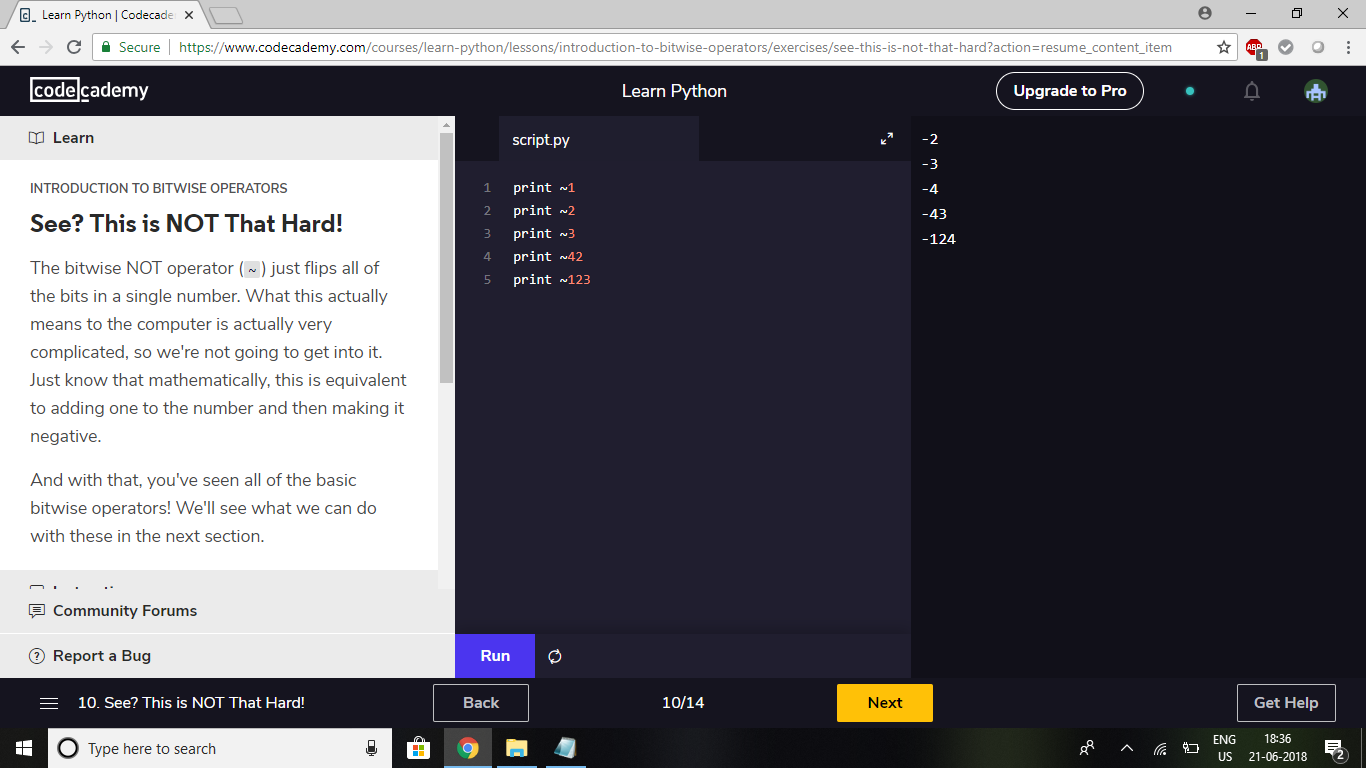 Learn Python | Codecade
Secure
https://www.codecademy.com/courses/learn-python/lessons/introduction-to-bitwise-operators/exercises/see-this-is-not-that-hard?action=resume_content_item
ABP
1
codecademy
Learn Python
Upgrade to Pro
Learn
INTRODUCTION TO BITWISE OPERATORS
See? This is NOT That Hard!
The bitwise NOT operator (~) just flips all of
the bits in a single number. What this actually
means to the computer is actually very
complicated, so we're not going to get into it.
Just know that mathematically, this is equivalent
to adding one to the number and then making it
negative.
And with that, you've seen all of the basic
bitwise operators! We'll see what we can do
with these in the next section.
Community Forums
Report a Bug
script.py
1 print ~1
2 print ~2
3 print ~3
4 print ~42
5 print ~123
Run
-2
-3
-4
-43
-124
10. See? This is NOT That Hard!
Back
10/14
Next
Get Help
Type here to search
ENG
US
18:36
21-06-2018
2